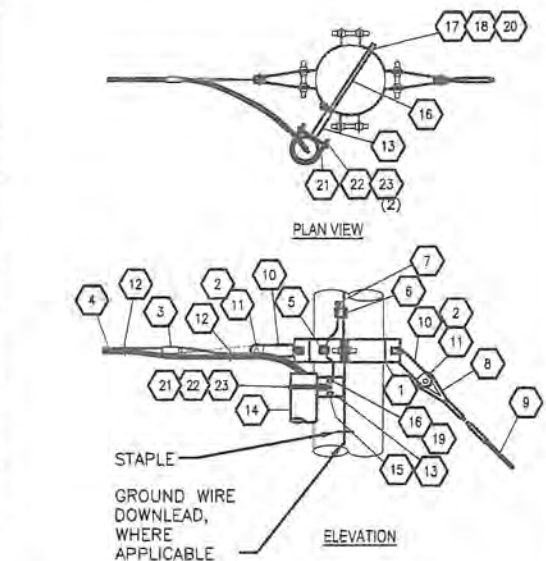 17 18 20
16
13
21 22 23
(2)
PLAN VIEW
7
6
4 12 3 2 11 10 5 10 2
12 11
8
21 22 23
1
9
14
16
19
15 13
STAPLE
GROUND WIRE
DOWNLEAD,
WHERE
APPLICABLE
ELEVATION